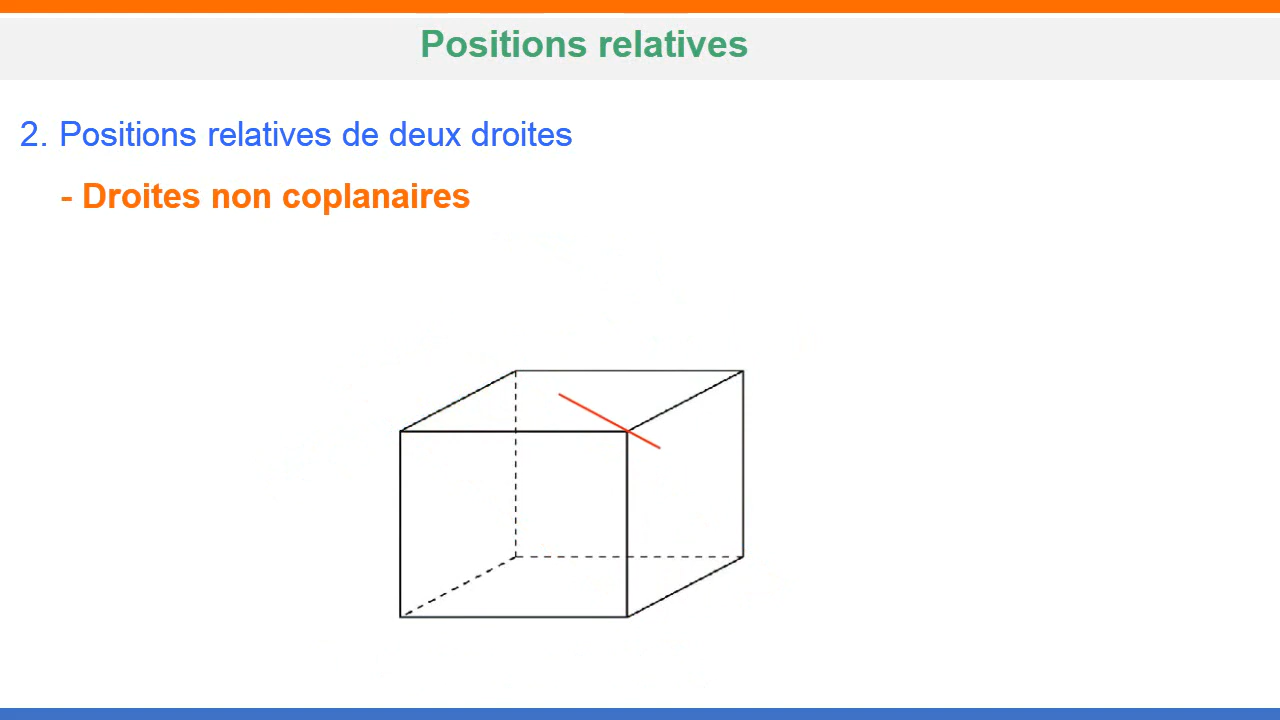 Positions relatives
2. Positions relatives de deux droites
- Droites non coplanaires